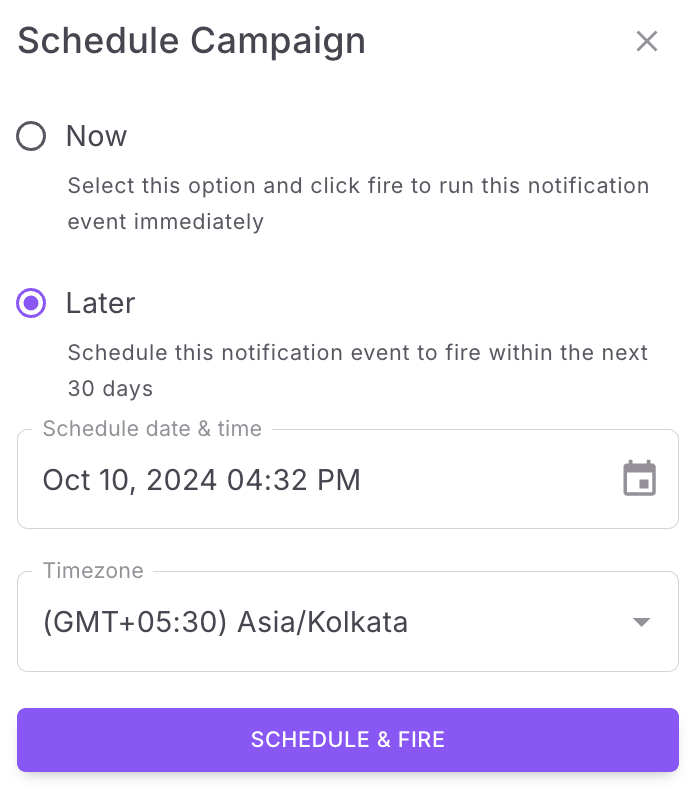 Schedule Campaign
Now
Select this option and click fire to run this notification
event immediately
Later
Schedule this notification event to fire within the next
30 days
Schedule date & time
Oct 10, 2024 04:32 PM
Timezone
(GMT+05:30) Asia/Kolkata
SCHEDULE & FIRE